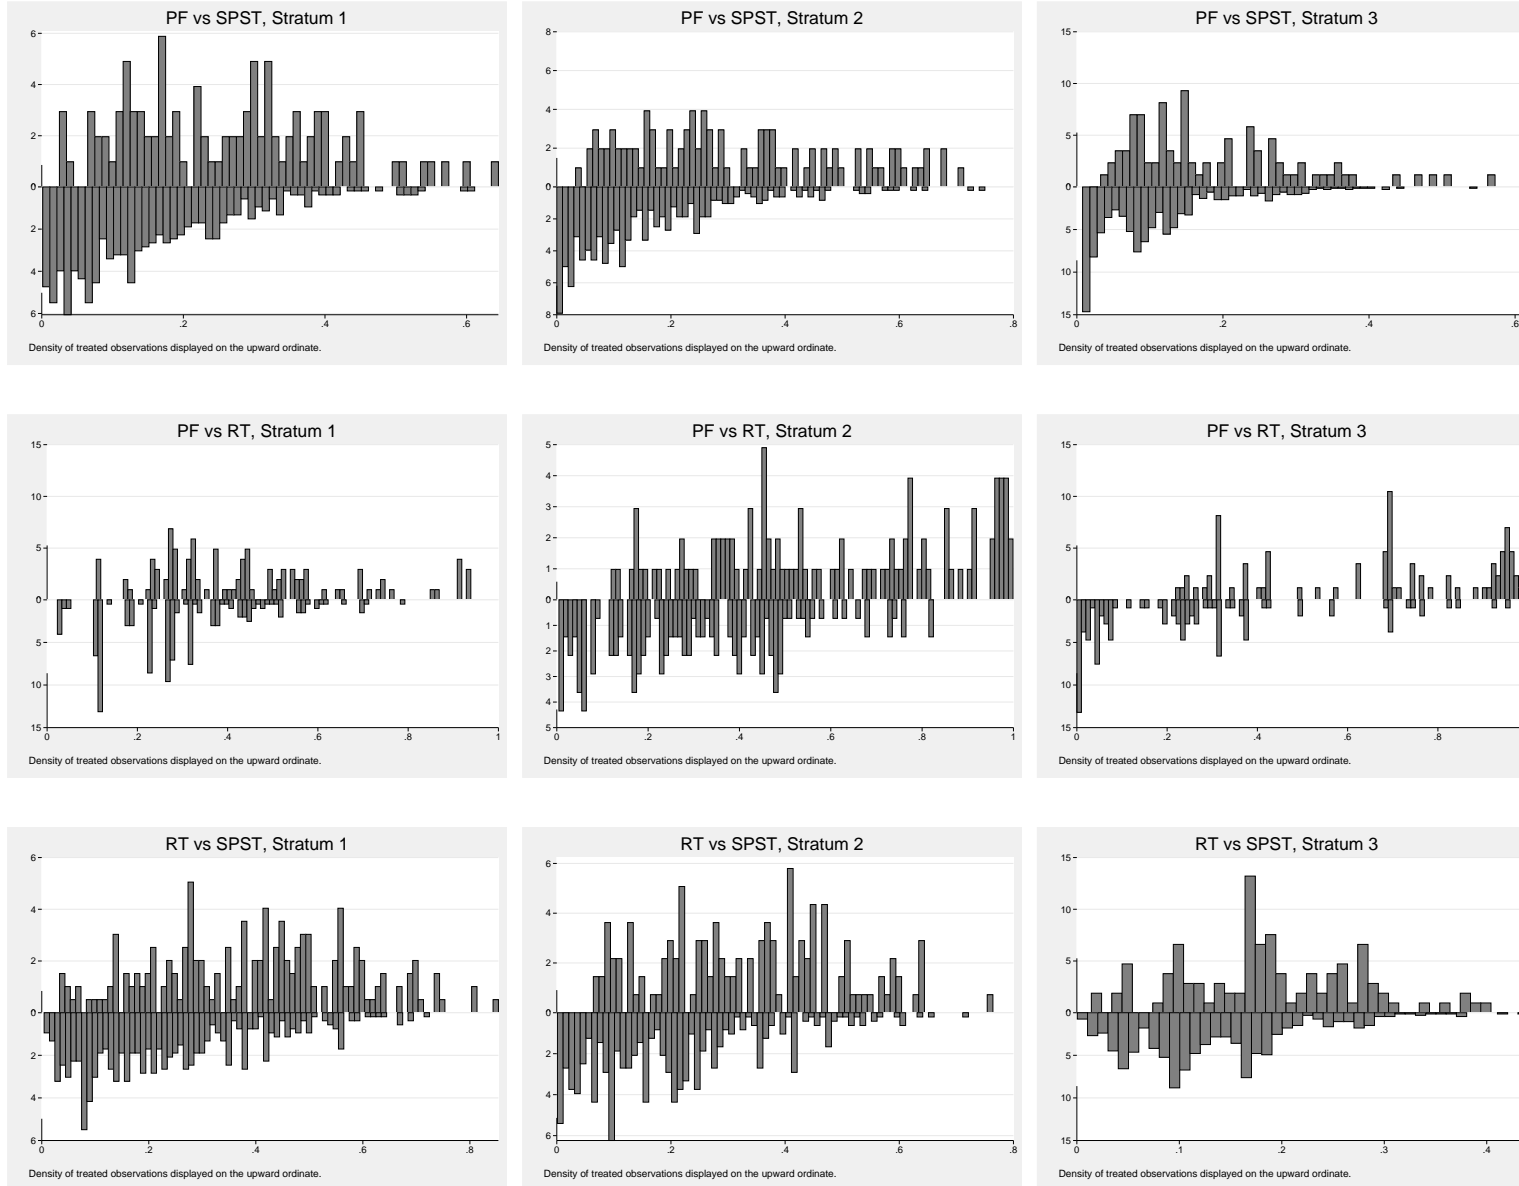 PF vs SPST, Stratum 1
6
4
2
0
2
4
6
0 .2 .4 .6
Density of treated observations displayed on the upward ordinate.
PF vs SPST, Stratum 2
8
6
4
2
0
2
4
6
8
0 .2 .4 .6 .8
Density of treated observations displayed on the upward ordinate.
PF vs SPST, Stratum 3
15
10
5
0
5
10
15
0 .2 .4 .6
Density of treated observations displayed on the upward ordinate.
PF vs RT, Stratum 1
15
10
5
0
5
10
15
0 .2 .4 .6 .8 1
Density of treated observations displayed on the upward ordinate.
PF vs RT, Stratum 2
5
4
3
2
1
0
1
2
3
4
5
0 .2 .4 .6 .8 1
Density of treated observations displayed on the upward ordinate.
PF vs RT, Stratum 3
15
10
5
0
5
10
15
0 .2 .4 .6 .8
Density of treated observations displayed on the upward ordinate.
RT vs SPST, Stratum 1
6
4
2
0
2
4
6
0 .2 .4 .6 .8
Density of treated observations displayed on the upward ordinate.
RT vs SPST, Stratum 2
6
4
2
0
2
4
6
0 .2 .4 .6 .8
Density of treated observations displayed on the upward ordinate.
RT vs SPST, Stratum 3
15
10
5
0
5
10
15
0 .1 .2 .3 .4
Density of treated observations displayed on the upward ordinate.